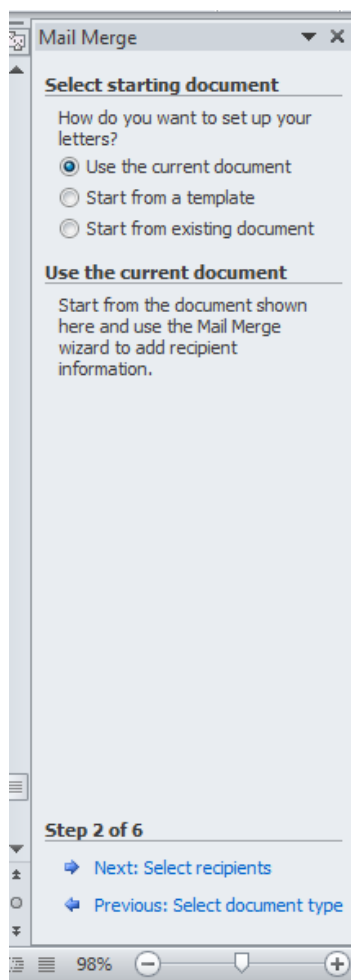 Mail Merge
Select starting document
How do you want to set up your
letters?
Use the current document
Start from a template
Start from existing document
Use the current document
Start from the document shown
here and use the Mail Merge
wizard to add recipient
information.
Step 2 of 6
Next: Select recipients
Previous: Select document type
98%